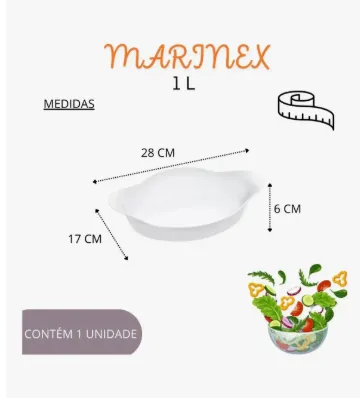 MARINEX
1 L
MEDIDAS
28 CM
6 CM
17 CM
CONTÉM 1 UNIDADE